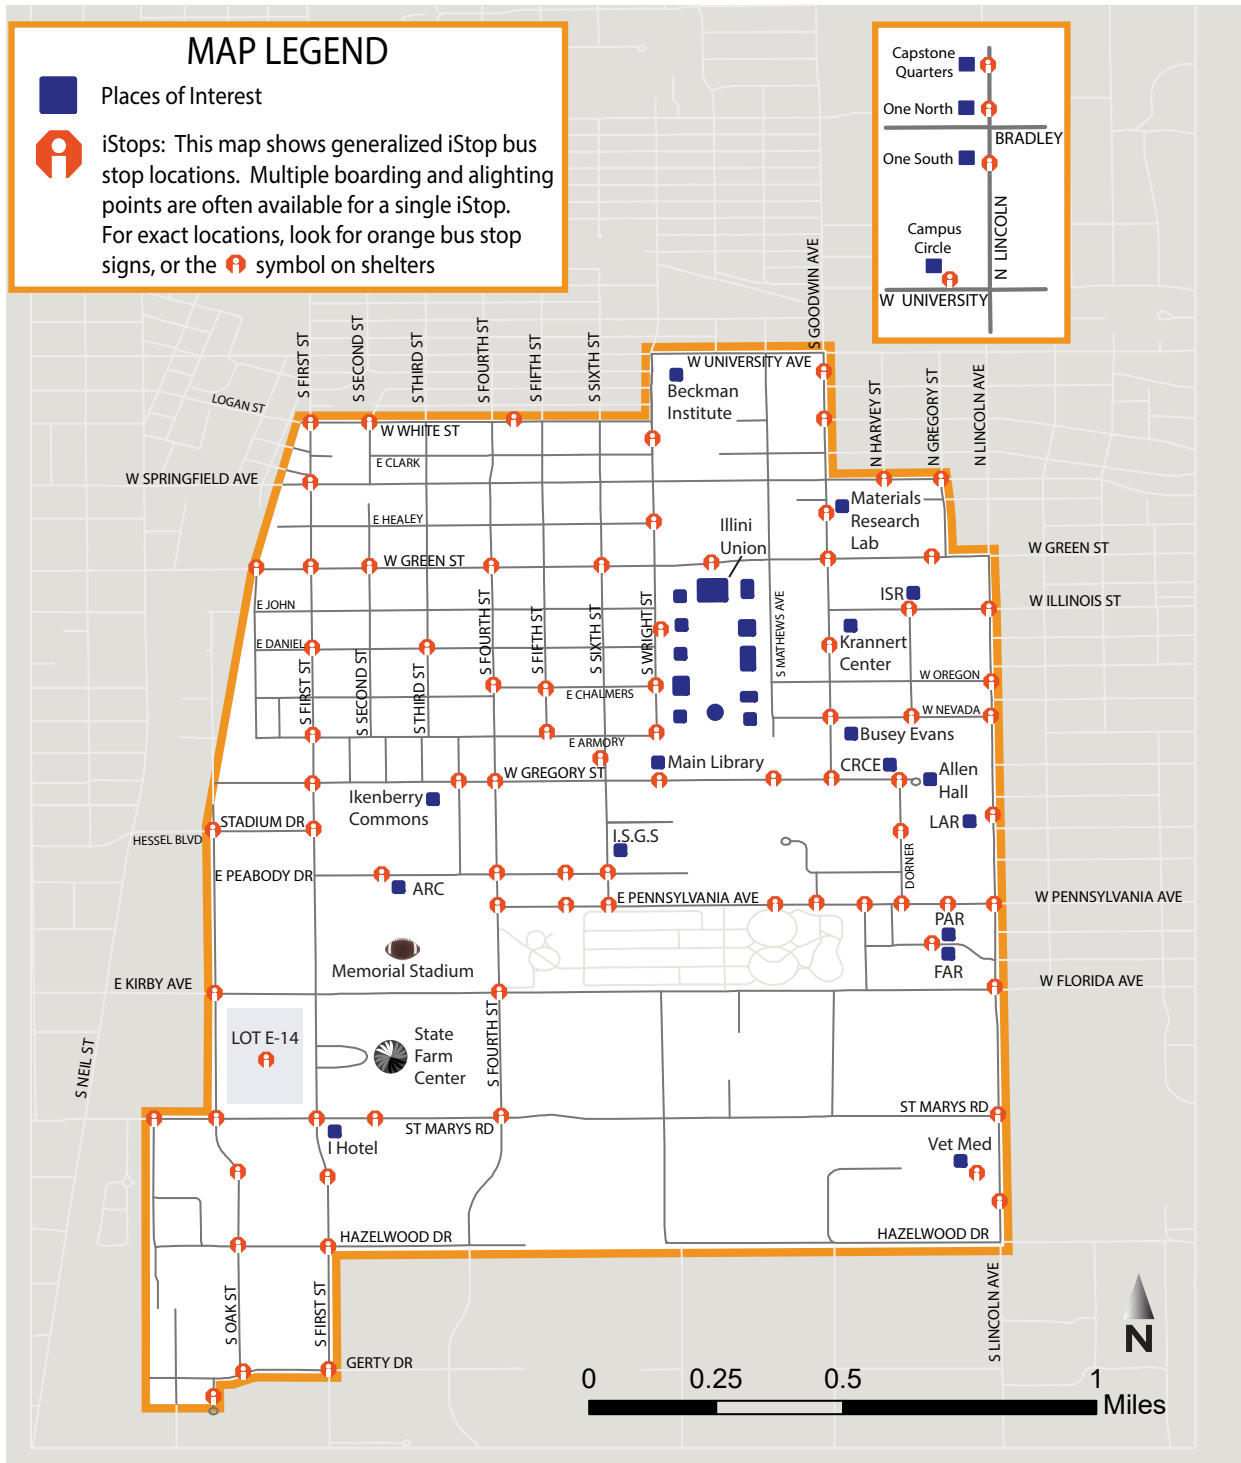 MAP LEGEND
Places of Interest
iStops: This map shows generalized iStop bus
stop locations. Multiple boarding and alighting
points are often available for a single iStop.
For exact locations, look for orange bus stop
signs, or the symbol on shelters
Capstone
Quarters
One North
BRADLEY
One South
N LINCOLN
Campus
Circle
W UNIVERSITY
S GOODWIN AVE
S FIRST ST
S SECOND ST
S THIRD ST
S FOURTH ST
S FIFTH ST
S SIXTH ST
W UNIVERSITY AVE
Beckman
Institute
N HARVEY ST
N GREGORY ST
N LINCOLN AVE
LOGAN ST
W WHITE ST
E CLARK
W SPRINGFIELD AVE
E HEALEY
Materials
Research
Lab
Illini
Union
W GREEN ST
W GREEN ST
E JOHN
ISR
W ILLINOIS ST
S FOURTH ST
S FIFTH ST
S SIXTH ST
S WRIGHT ST
S MATHEWS AVE
Krannert
Center
E DANIEL
S FIRST ST
S SECOND ST
S THIRD ST
W OREGON
E CHALMERS
W NEVADA
E ARMORY
Busey Evans
Main Library
CRCE
Allen
Hall
W GREGORY ST
Ikenberry
Commons
LAR
STADIUM DR
HESSEL BLVD
I.S.G.S
DORNER
E PEABODY DR
ARC
E PENNSYLVANIA AVE
W PENNSYLVANIA AVE
PAR
FAR
Memorial Stadium
E KIRBY AVE
W FLORIDA AVE
S FOURTH ST
LOT E-14
State
Farm
Center
S NEIL ST
ST MARYS RD
ST MARYS RD
I Hotel
Vet Med
HAZELWOOD DR
HAZELWOOD DR
S OAK ST
S FIRST ST
S LINCOLN AVE
GERTY DR
N
0 0.25 0.5 1
Miles